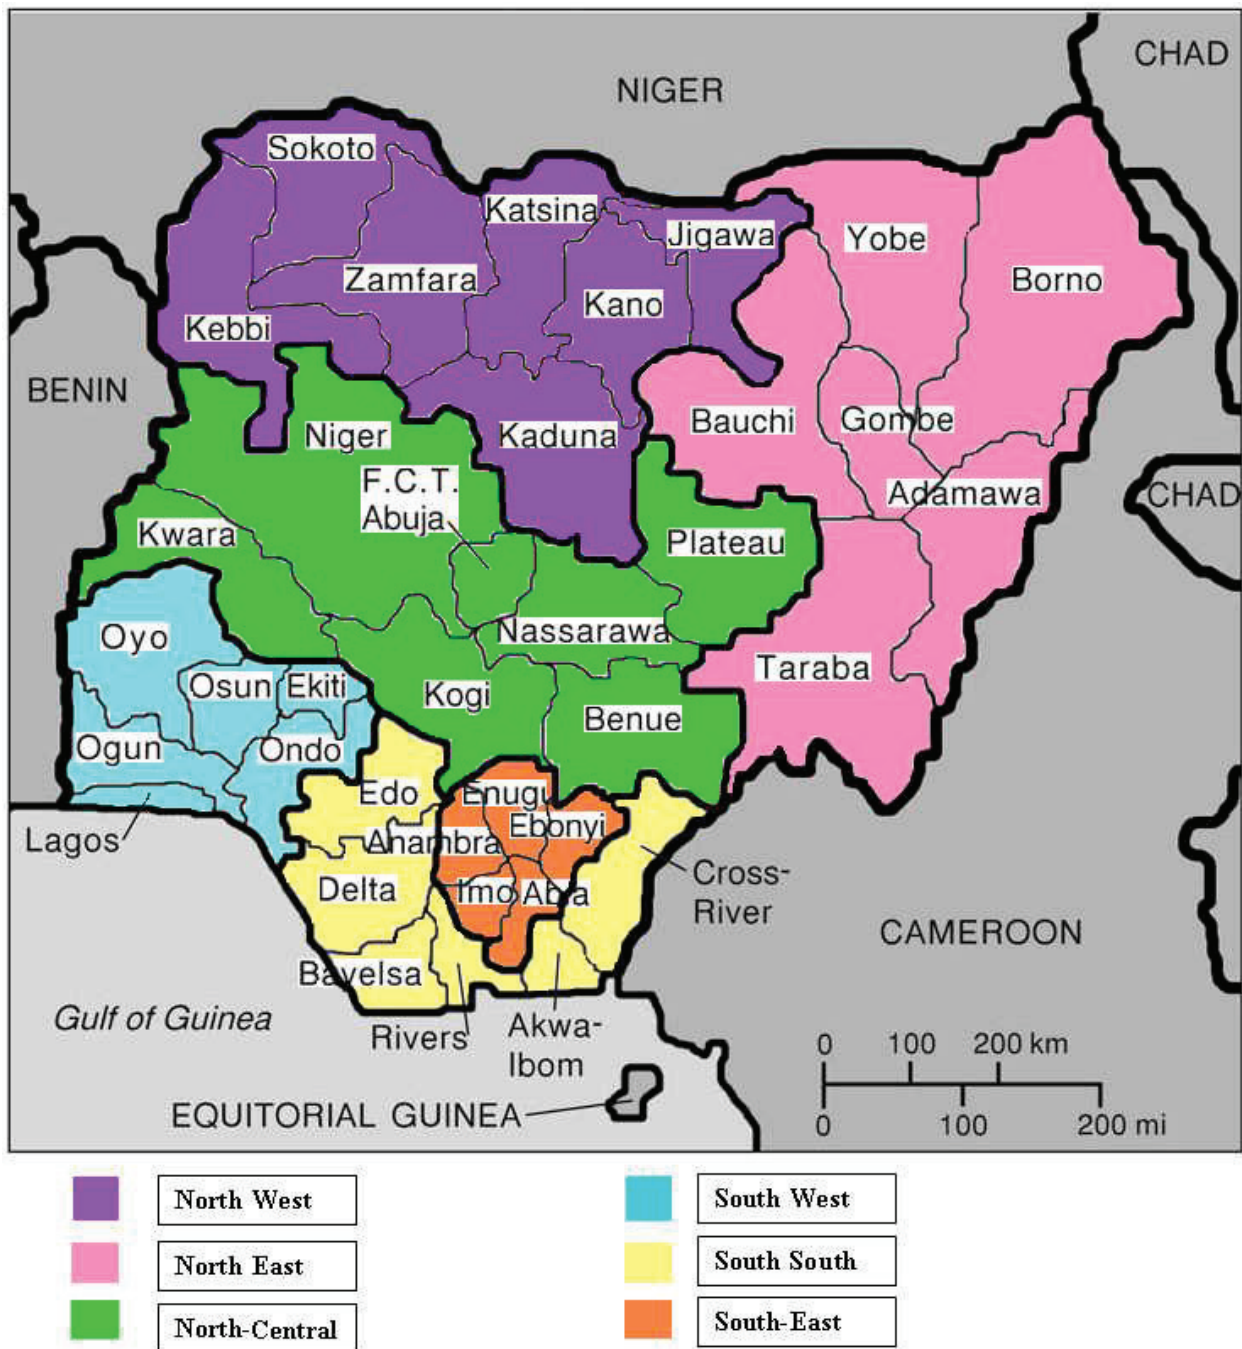 CHAD
NIGER
Sokoto
Katsina
Jigawa
Yobe
Zamfara
Borno
Kano
Kebbi
BENIN
Bauchi
Gombe
Niger
Kaduna
F.C.T.
Abuja
Adamawa
CHAD
Kwara
Plateau
Oyo
Nassarawa
Taraba
Osun
Ekiti
Kogi
Benue
Ogun
Ondo
Edo
Enugu
Ebonyi
Lagos
Anambra
Delta
Imo
Abia
Cross-
River
CAMEROON
Bayelsa
Gulf of Guinea
Rivers
Akwa-
Ibom
0 100 200 km
EQUITORIAL GUINEA
0 100 200 mi
North West
South West
North East
South South
North-Central
South-East